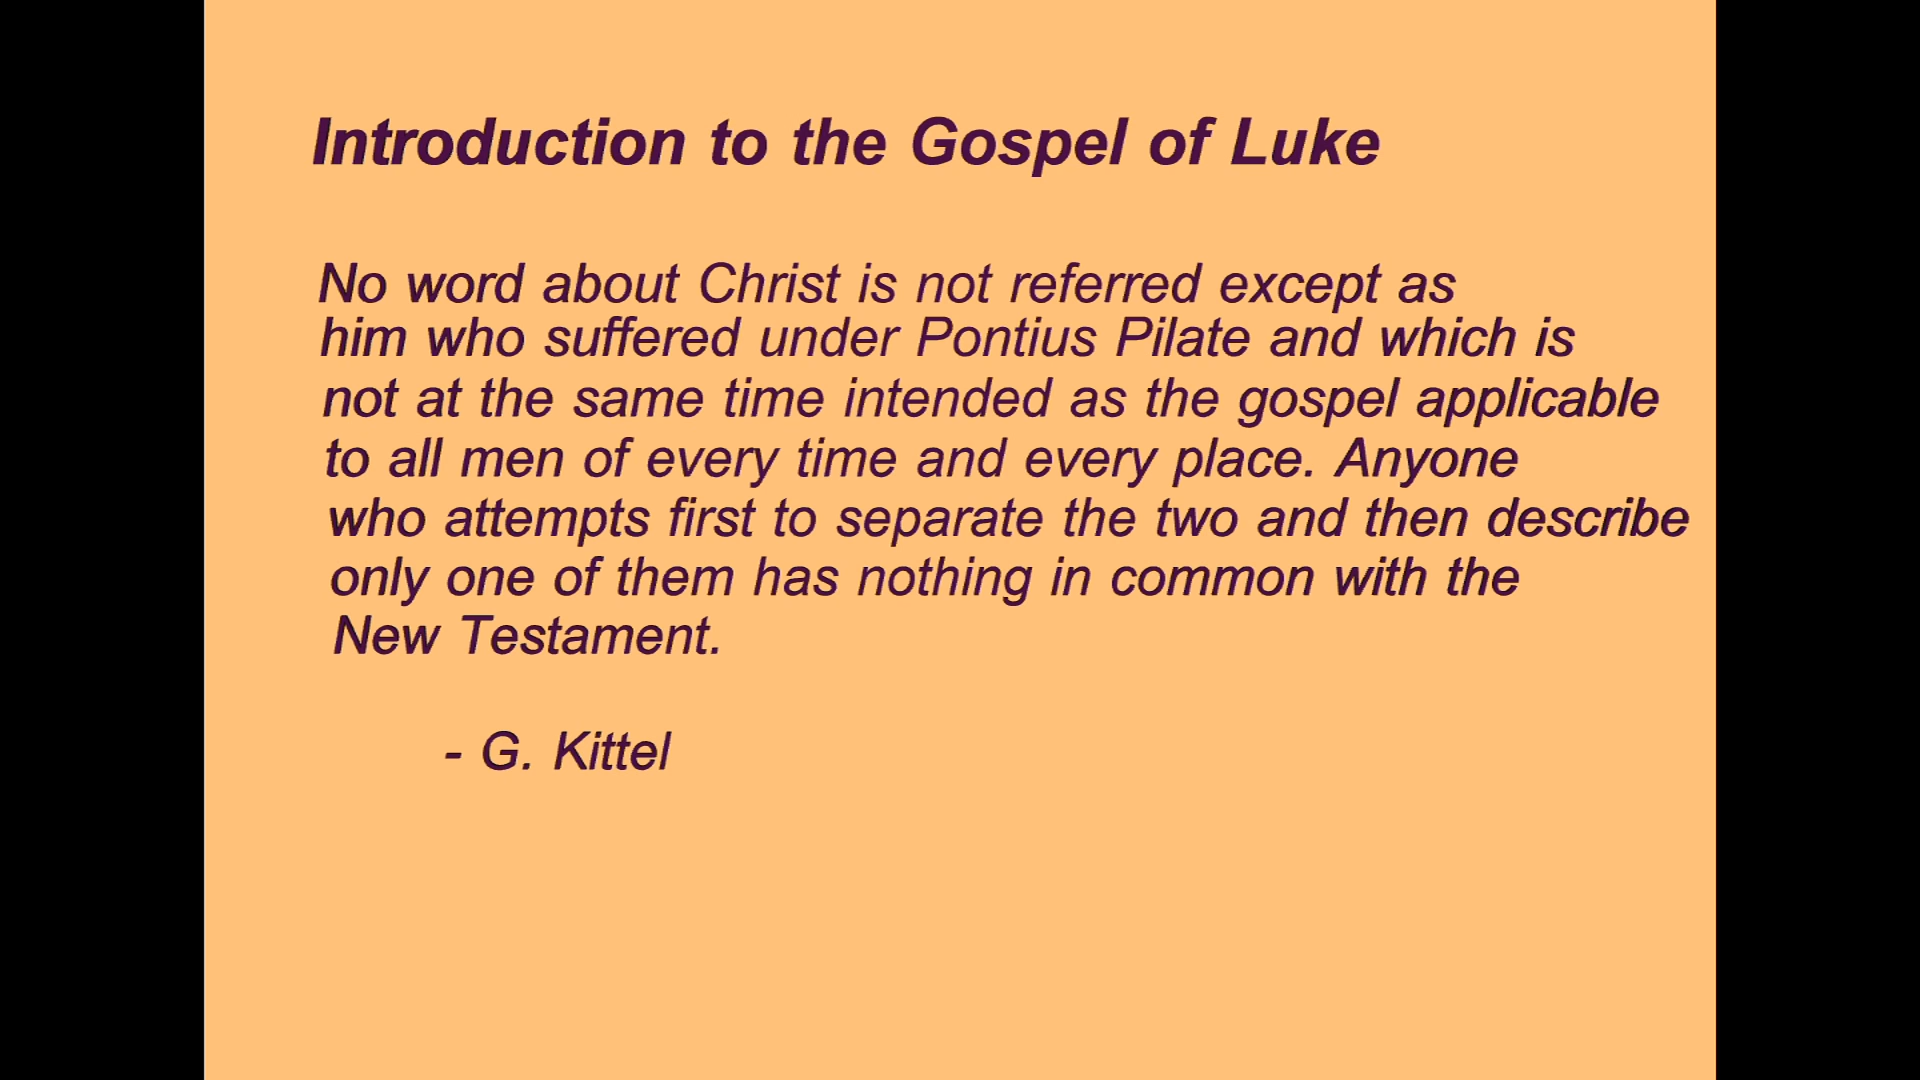 Introduction to the Gospel of Luke
No word about Christ is not referred except as
him who suffered under Pontius Pilate and which is
not at the same time intended as the gospel applicable
to all men of every time and every place. Anyone
who attempts first to separate the two and then describe
only one of them has nothing in common with the
New Testament.
- G. Kittel